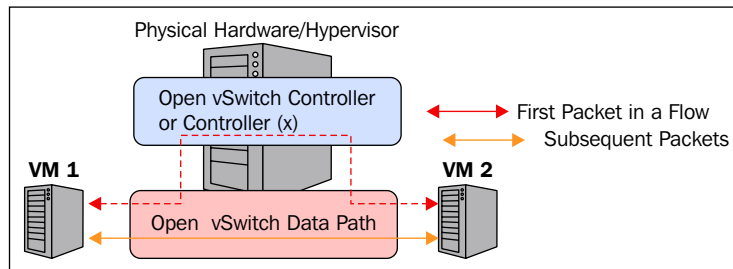 Physical Hardware/Hypervisor
Open vSwitch Controller
or Controller (x)
First Packet in a Flow
Subsequent Packets
VM 1
VM 2
Open vSwitch Data Path